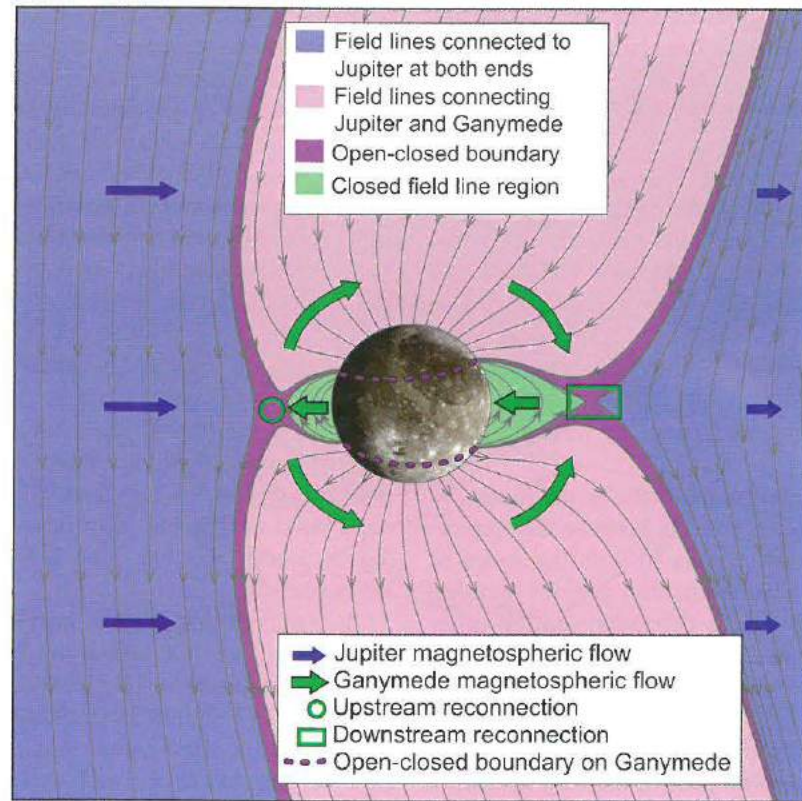 Field lines connected to
Jupiter at both ends
Field lines connecting
Jupiter and Ganymede
Open-closed boundary
Closed field line region
Jupiter magnetospheric flow
Ganymede magnetospheric flow
Upstream reconnection
Downstream reconnection
Open-closed boundary on Ganymede